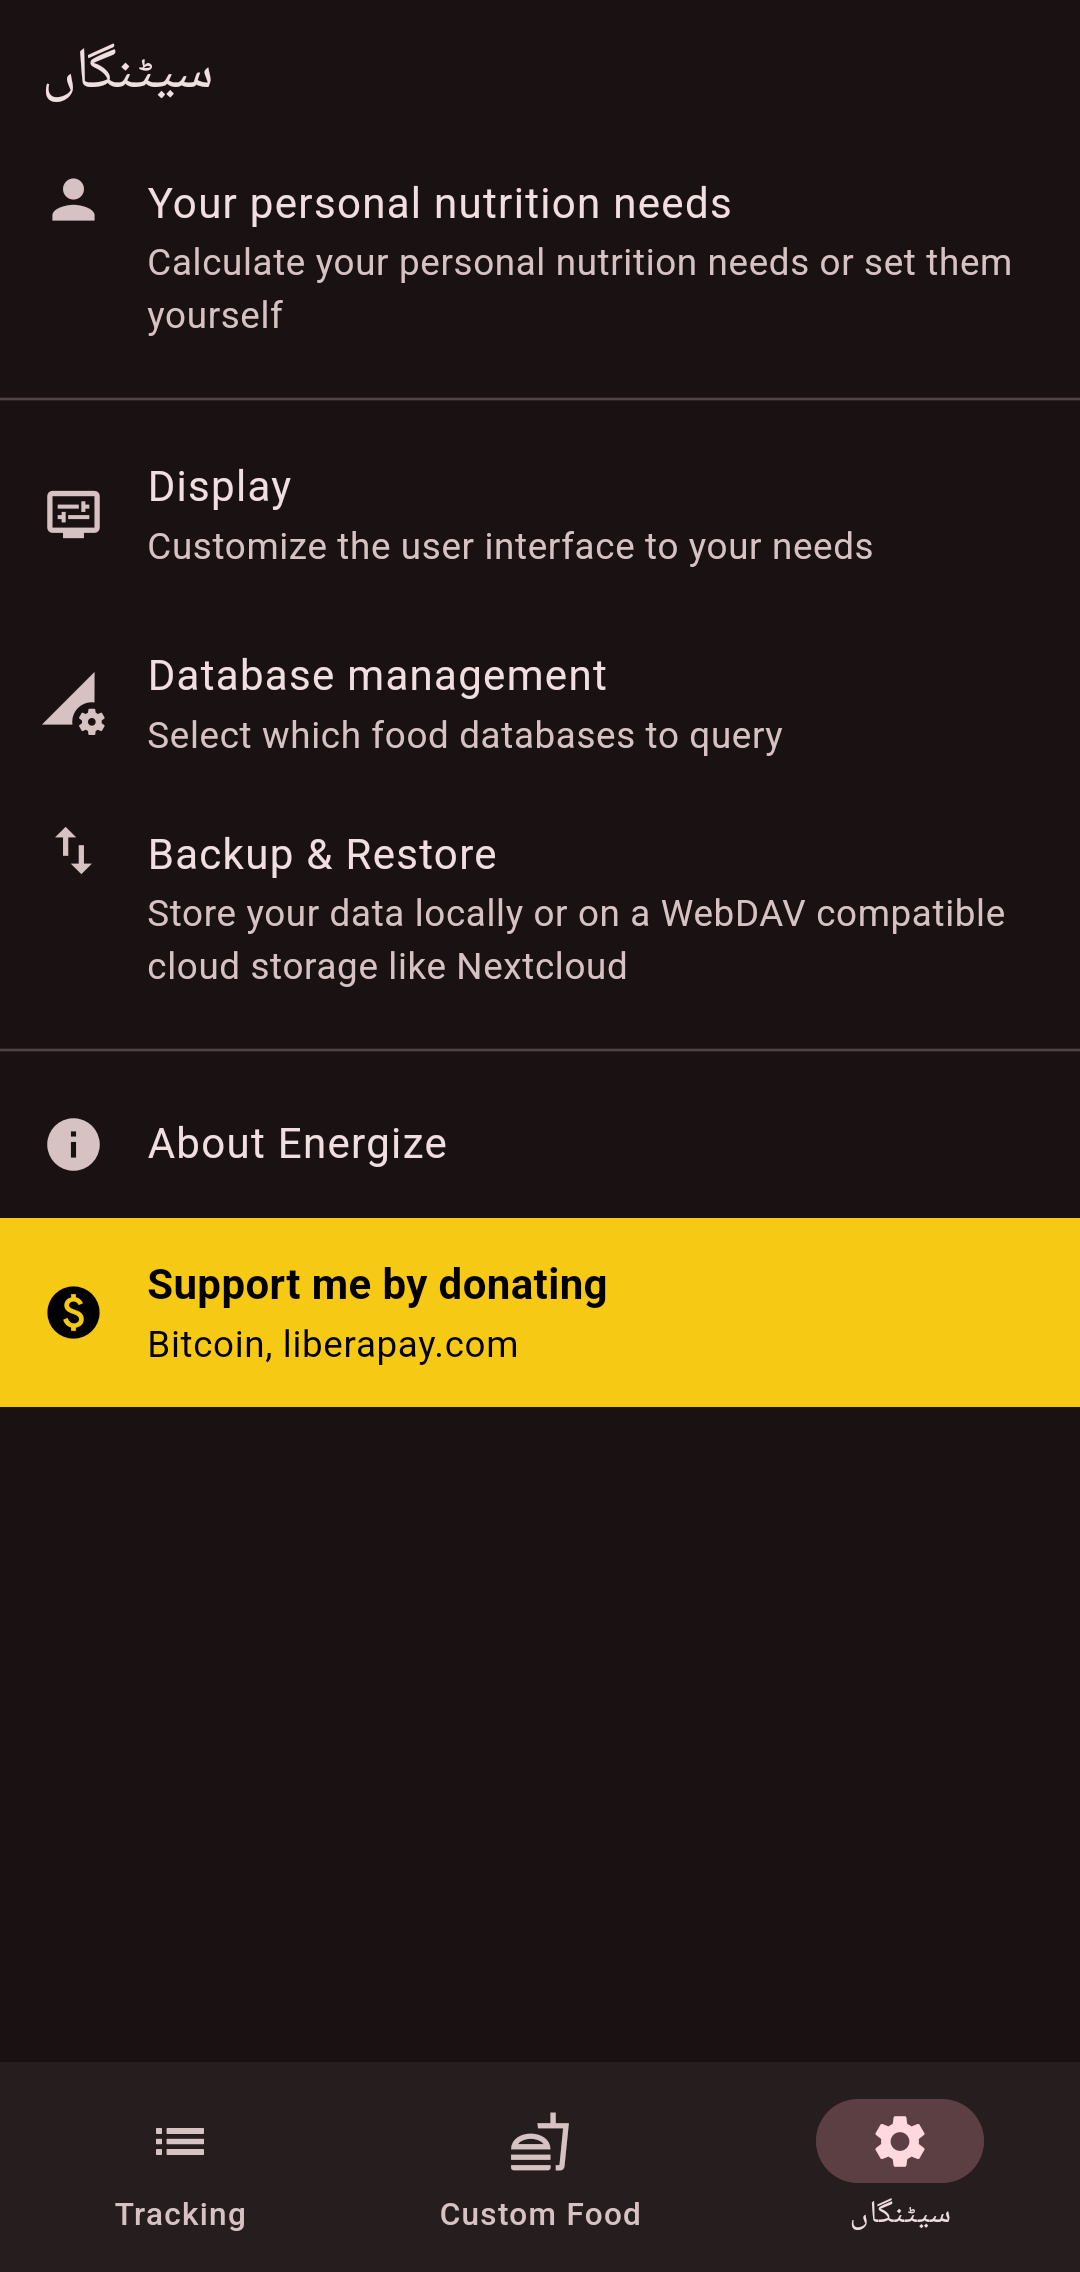 سیٹنگاں
Your personal nutrition needs
Calculate your personal nutrition needs or set them
yourself
Display
Customize the user interface to your needs
Database management
Select which food databases to query
Backup & Restore
Store your data locally or on a WebDAV compatible
cloud storage like Nextcloud
About Energize
Support me by donating
Bitcoin, liberapay.com
Tracking
Custom Food
سیٹنگاں